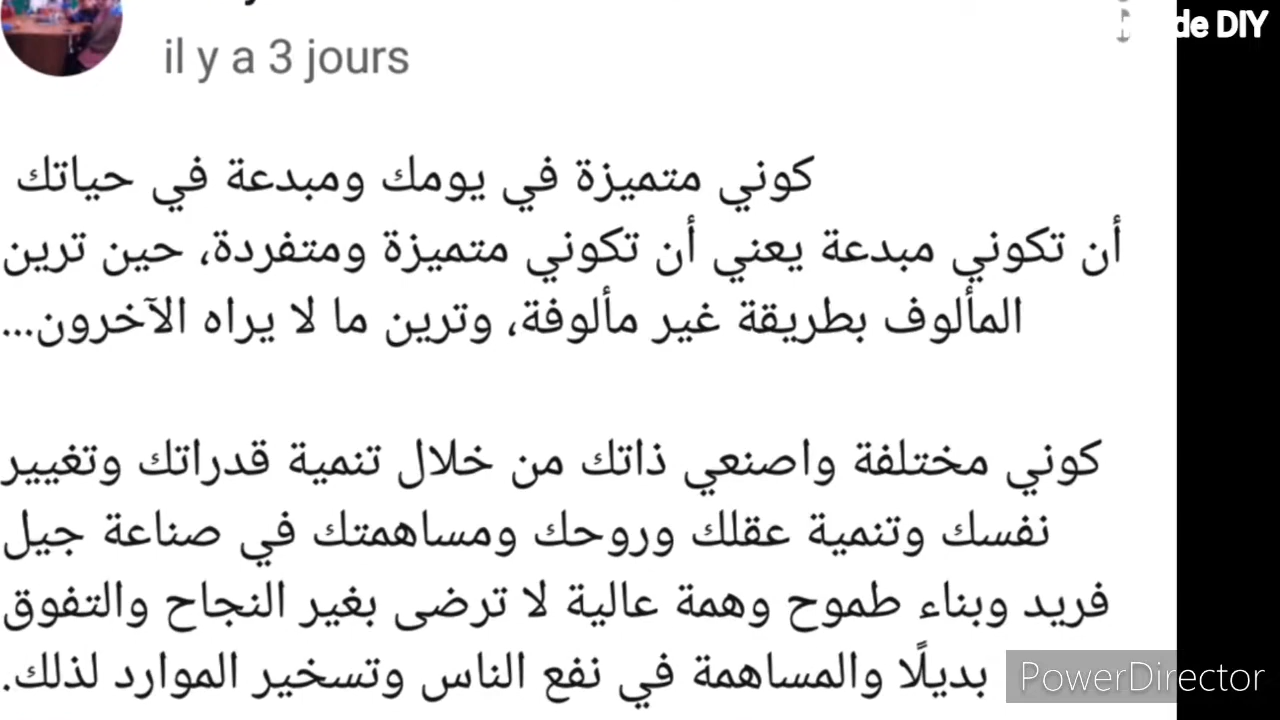 de DIY
il y a 3 jours
كوني متميزة في يومك ومبدعة في حياتك
أن تكوني مبدعة يعني أن تكوني متميزة ومتفردة، حين ترين
المألوف بطريقة غير مألوفة، وترين ما لا يراه الآخرون...
كوني مختلفة واصنعي ذاتك من خلال تنمية قدراتك وتغيير
نفسك وتنمية عقلك وروحك ومساهمتك في صناعة جيل
فريد وبناء طموح وهمة عالية لا ترضى بغير النجاح والتفوق
بديلًا والمساهمة في نفع الناس وتسخير الموارد لذلك.
PowerDirector